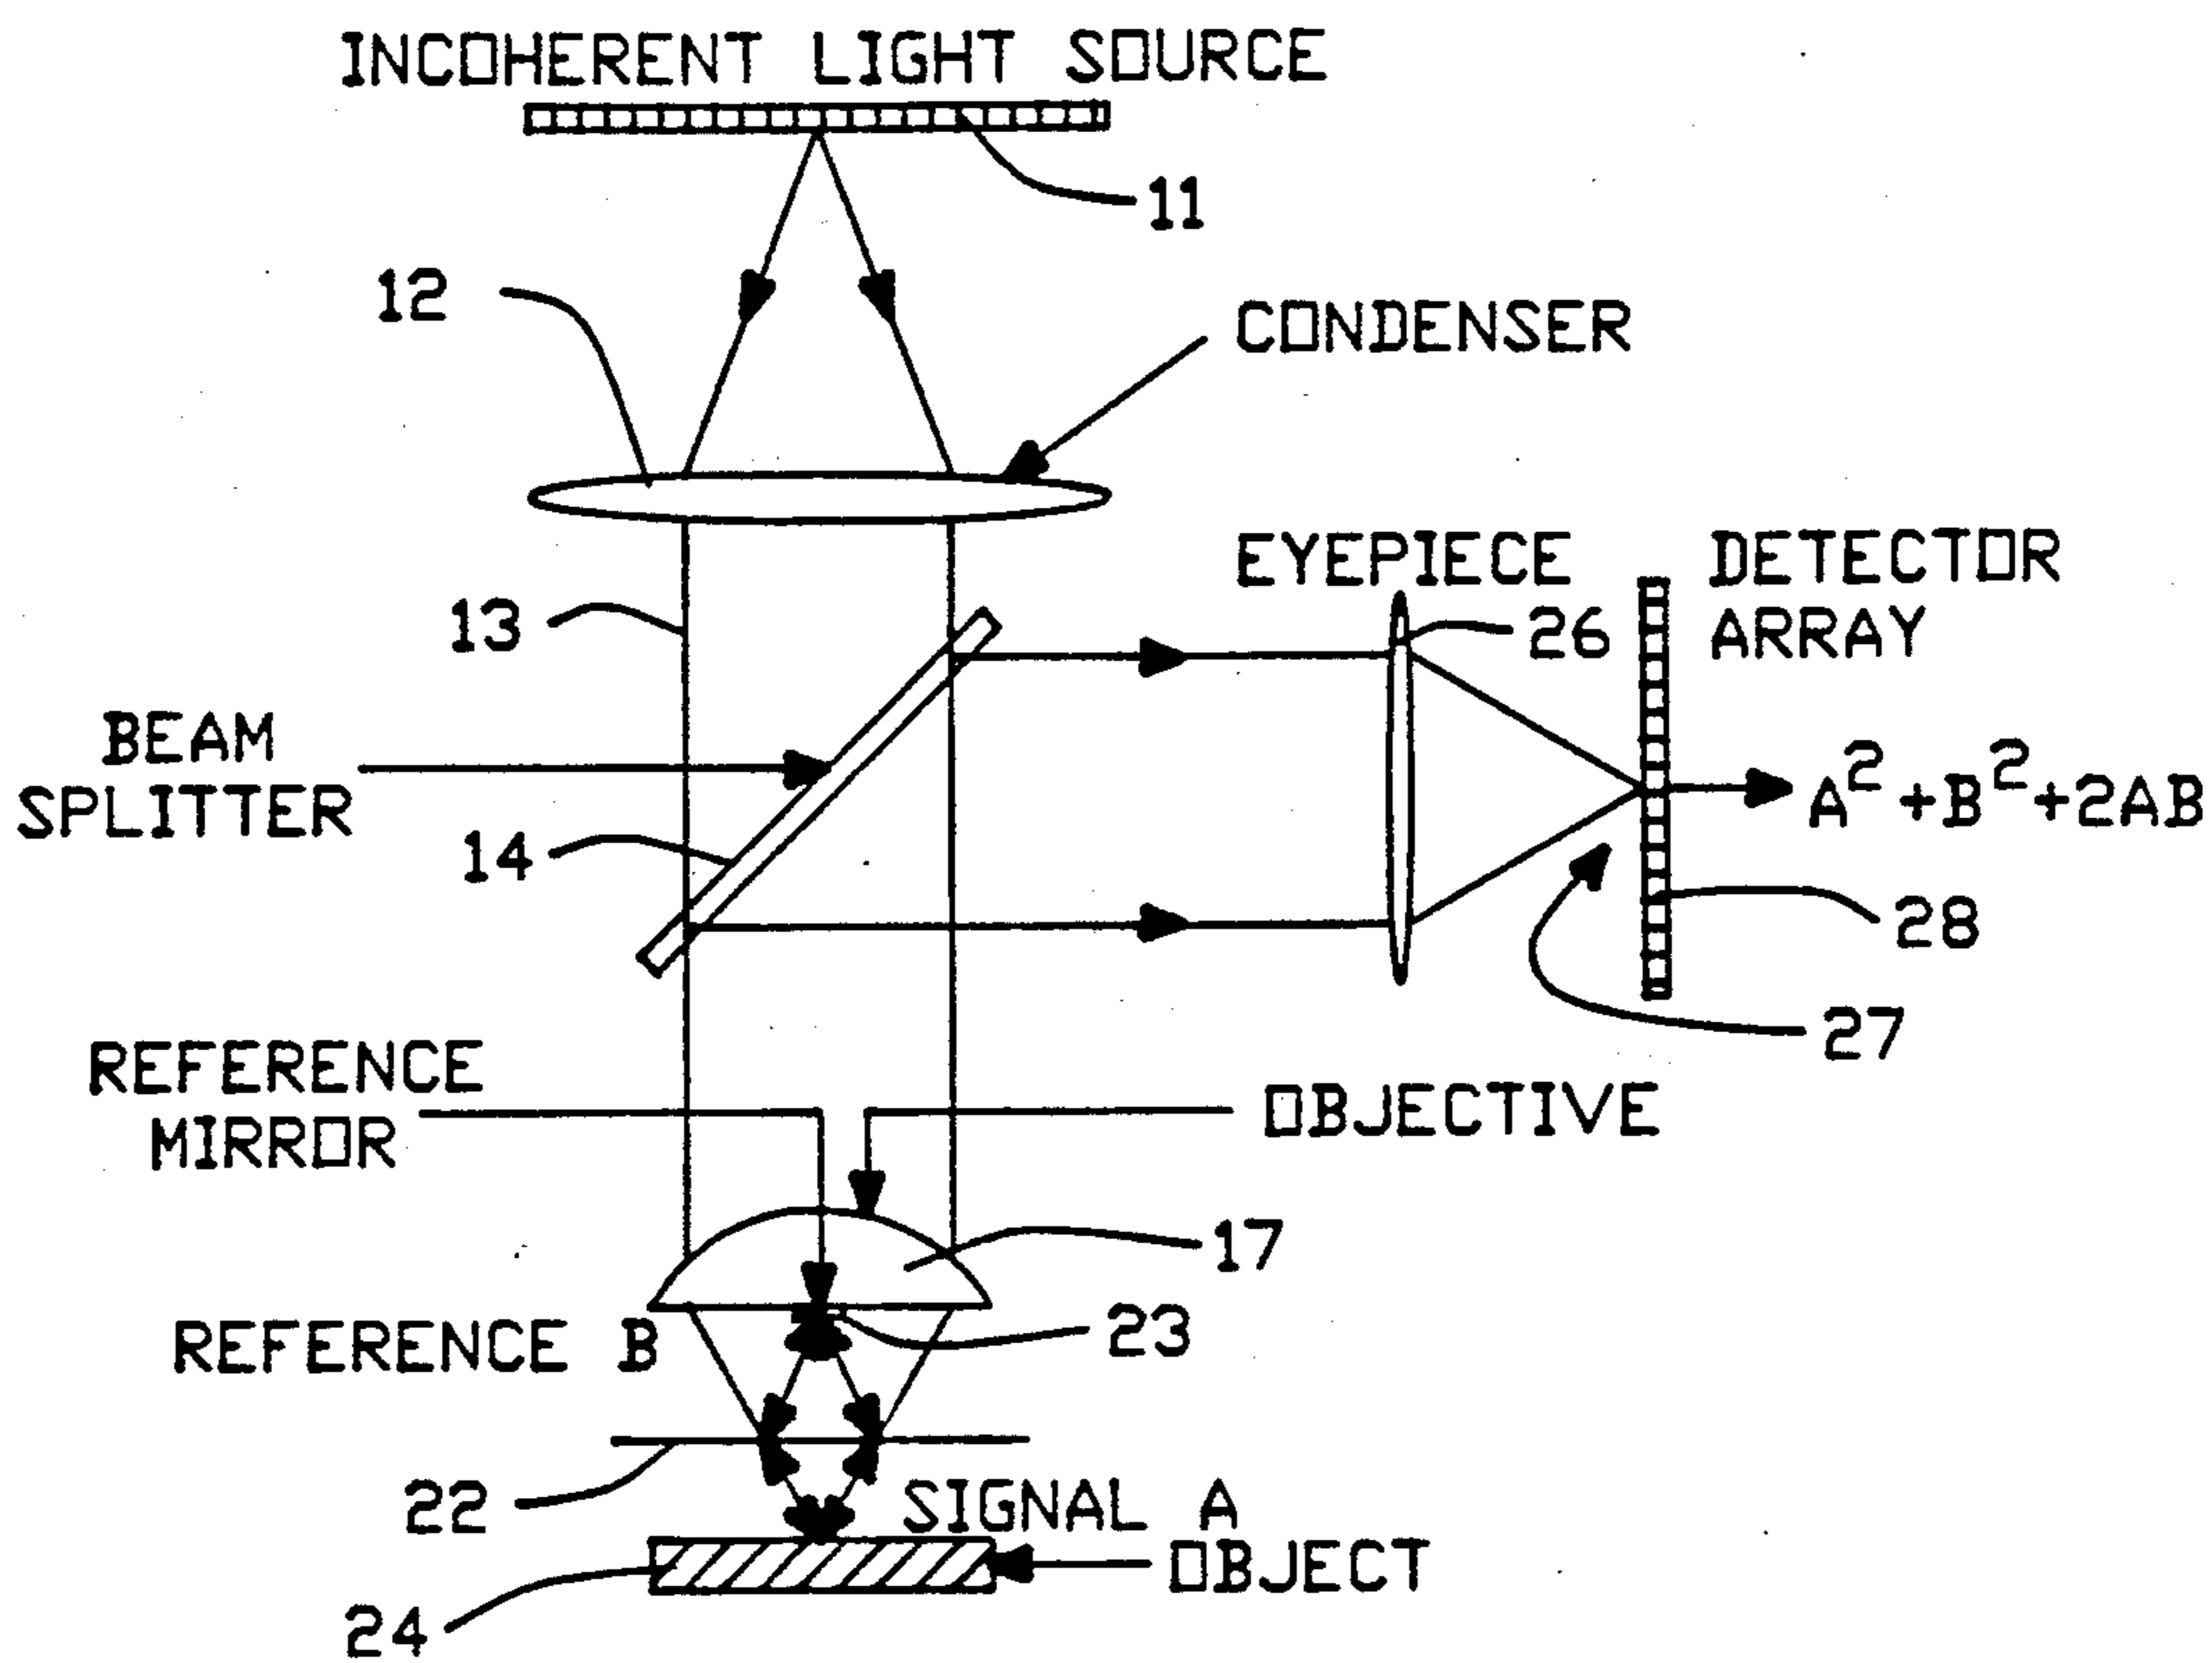 INCOHERENT LIGHT SOURCE
11
12
CONDENSER
EYEPIECE
DETECTOR
ARRAY
13
26
BEAM
SPLITTER
A²+B²+2AB
14
28
27
REFERENCE
MIRROR
OBJECTIVE
17
REFERENCE B
23
22
SIGNAL A
OBJECT
24